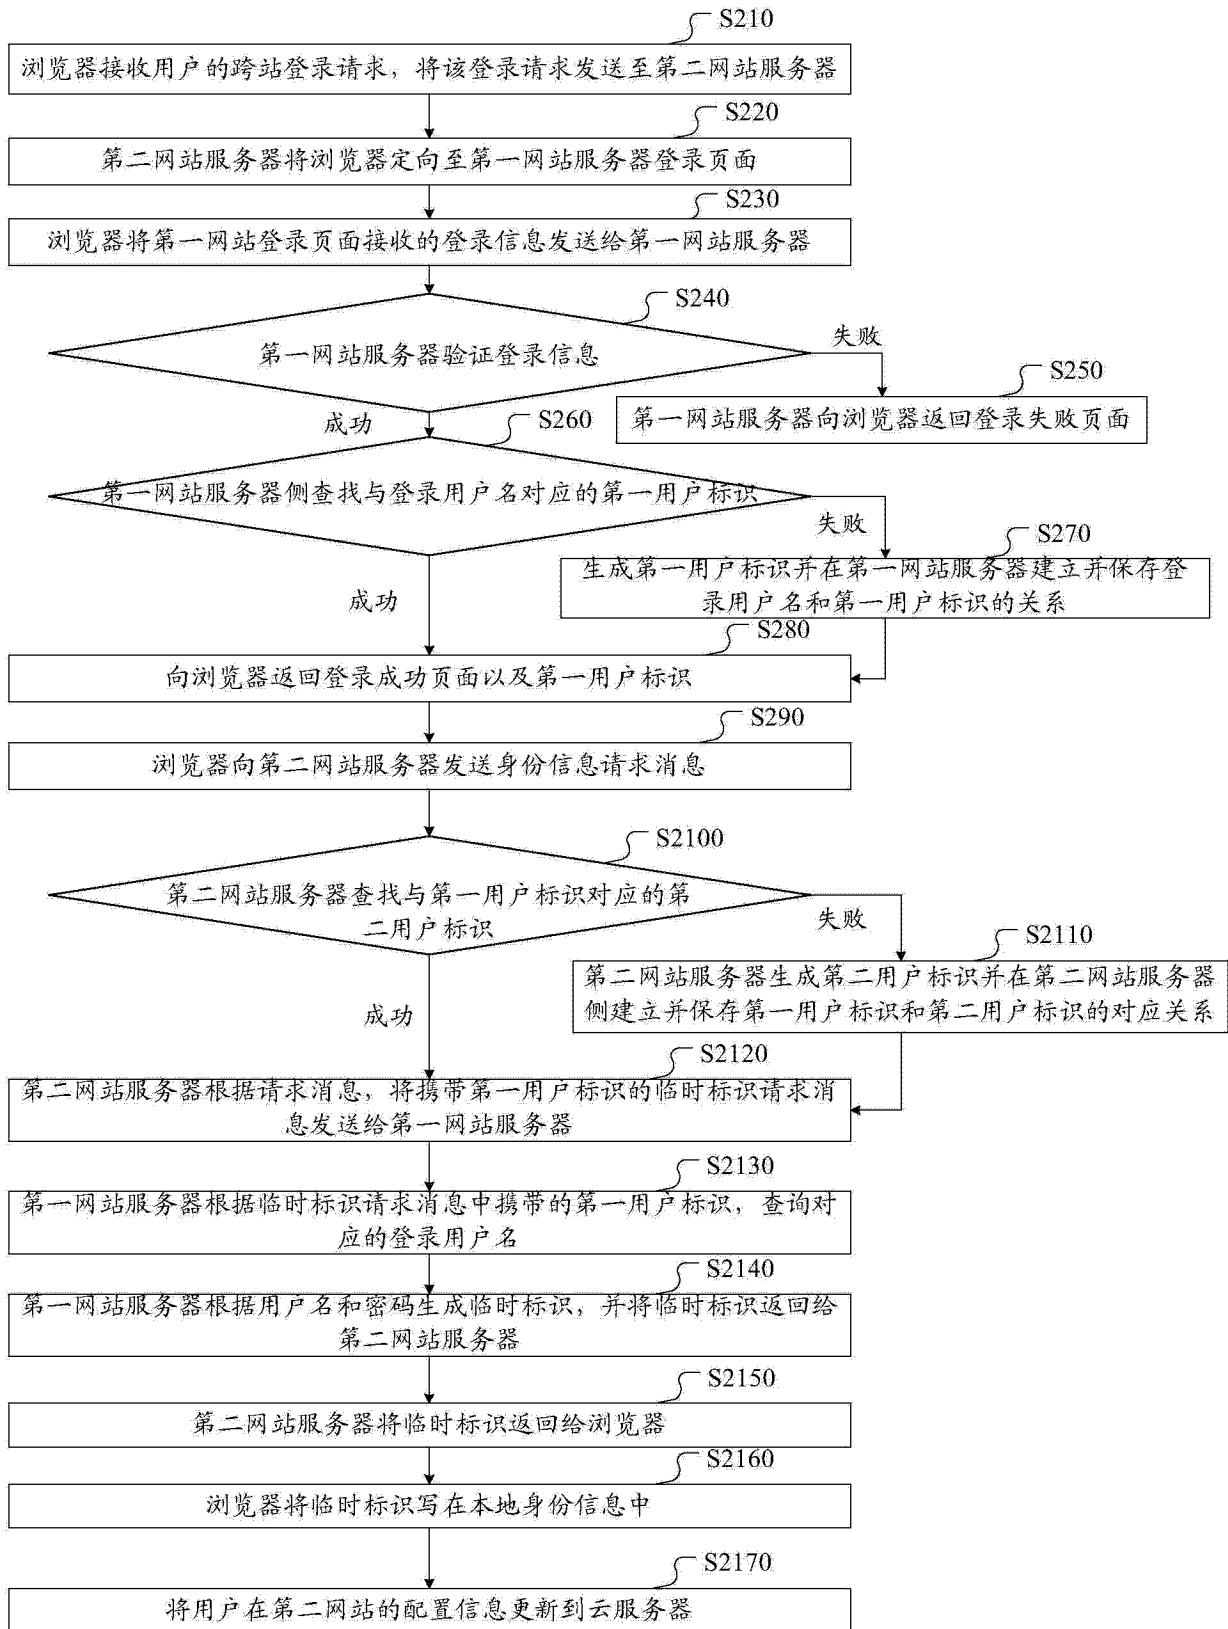 S210
浏览器接收用户的跨站登录请求，将该登录请求发送至第二网站服务器
S220
第二网站服务器将浏览器定向至第一网站服务器登录页面
S230
浏览器将第一网站登录页面接收的登录信息发送给第一网站服务器
S240
第一网站服务器验证登录信息
失败
S250
第一网站服务器向浏览器返回登录失败页面
成功
S260
第一网站服务器侧查找与登录用户名对应的第一用户标识
失败
S270
生成第一用户标识并在第一网站服务器建立并保存登
录用户名和第一用户标识的关系
成功
S280
向浏览器返回登录成功页面以及第一用户标识
S290
浏览器向第二网站服务器发送身份信息请求消息
S2100
第二网站服务器查找与第一用户标识对应的第
二用户标识
失败
S2110
第二网站服务器生成第二用户标识并在第二网站服务器
侧建立并保存第一用户标识和第二用户标识的对应关系
成功
S2120
第二网站服务器根据请求消息，将携带第一用户标识的临时标识请求消
息发送给第一网站服务器
S2130
第一网站服务器根据临时标识请求消息中携带的第一用户标识，查询对
应的登录用户名
S2140
第一网站服务器根据用户名和密码生成临时标识，并将临时标识返回给
第二网站服务器
S2150
第二网站服务器将临时标识返回给浏览器
S2160
浏览器将临时标识写在本地身份信息中
S2170
将用户在第二网站的配置信息更新到云服务器